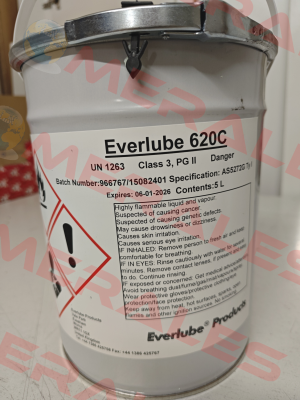 Everlube 620C
UN 1263 Class 3, PG II Danger
Batch Number:966767/15082401 Specification: AS5272G Ty
Expires: 06-01-2026 Contents:5 L
Highly flammable liquid and vapour.
Suspected of causing cancer.
Suspected of causing genetic defects.
May cause drowsiness or dizziness.
Causes skin irritation.
Causes serious eye irritation.
IF INHALED: Remove person to fresh air and keep
comfortable for breathing.
IF IN EYES: Rinse cautiously with water for several
minutes. Remove contact lenses, if present and
to do. Continue rinsing.
IF exposed or concerned: Get medical
Avoid breathing dust/fume/gas/mist/vapours
Wear protective gloves/protective clothing
protection/face protection.
Keep away from heat, hot surfaces, sparks, open
flames and other ignition sources. No smoking
Everlube Products
Everlube® Products
MERALES